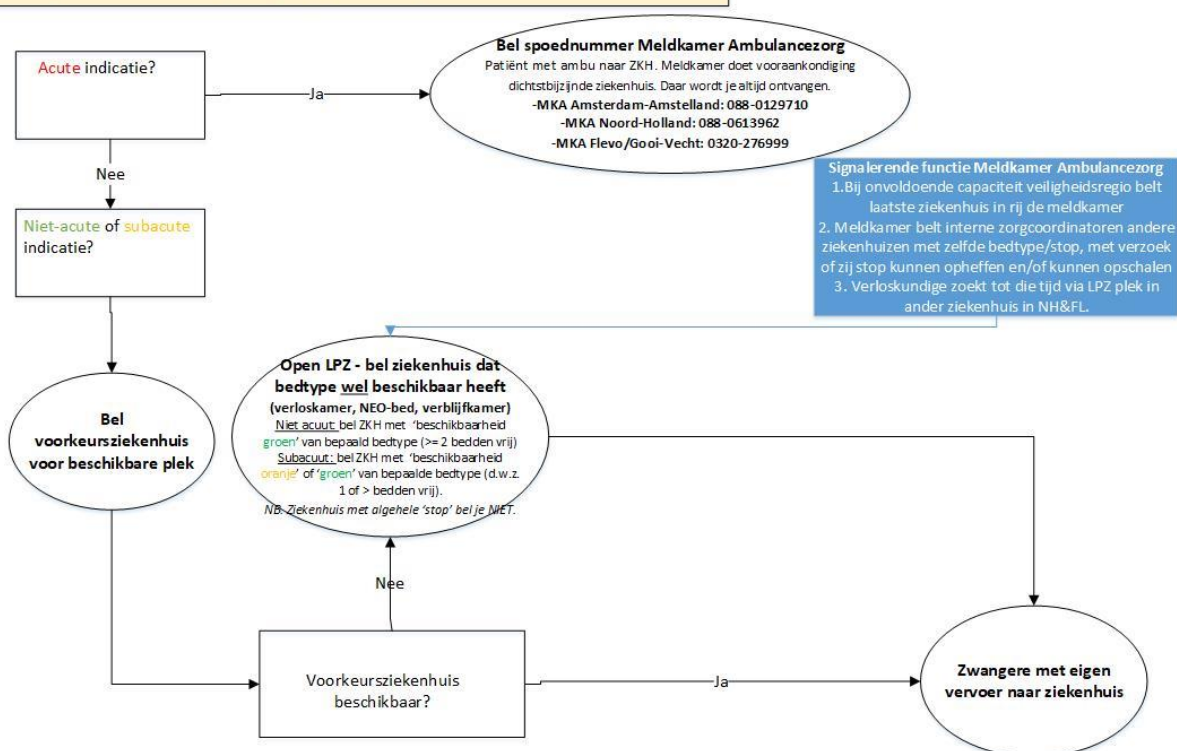 Acute indicatie?
Ja
Bel spoednummer Meldkamer Ambulancezorg
Patiënt met ambu naar ZKH. Meldkamer doet vooraankondiging
dichtstbijzijnde ziekenhuis. Daar wordt je altijd ontvangen.
-MKA Amsterdam-Amstelland: 088-0129710
-MKA Noord-Holland: 088-0613962
-MKA Flevo/Gooi-Vecht: 0320-276999
Nee
Signalerende functie Meldkamer Ambulancezorg
1.Bij onvoldoende capaciteit veiligheidsregio belt
laatste ziekenhuis in rij de meldkamer
2. Meldkamer belt interne zorgcoordinatoren andere
ziekenhuizen met zelfde bedtype/stop, met verzoek
of zij stop kunnen opheffen en/of kunnen opschalen
3. Verloskundige zoekt tot die tijd via LPZ plek in
ander ziekenhuis in NH&FL.
Niet-acute of subacute
indicatie?
Bel
voorkeursziekenhuis
voor beschikbare plek
Open LPZ - bel ziekenhuis dat
bedtype wel beschikbaar heeft
(verloskamer, NEO-bed, verblijfkamer)
Niet acuut: bel ZKH met 'beschikbaarheid
groen' van bepaald bedtype (>= 2 bedden vrij)
Subacuut: bel ZKH met 'beschikbaarheid
oranje' of 'groen' van bepaalde bedtype (d.w.z.
1 of > bedden vrij).
NB. Ziekenhuis met algehele 'stop' bel je NIET.
Nee
Voorkeursziekenhuis
beschikbaar?
Ja
Zwangere met eigen
vervoer naar ziekenhuis